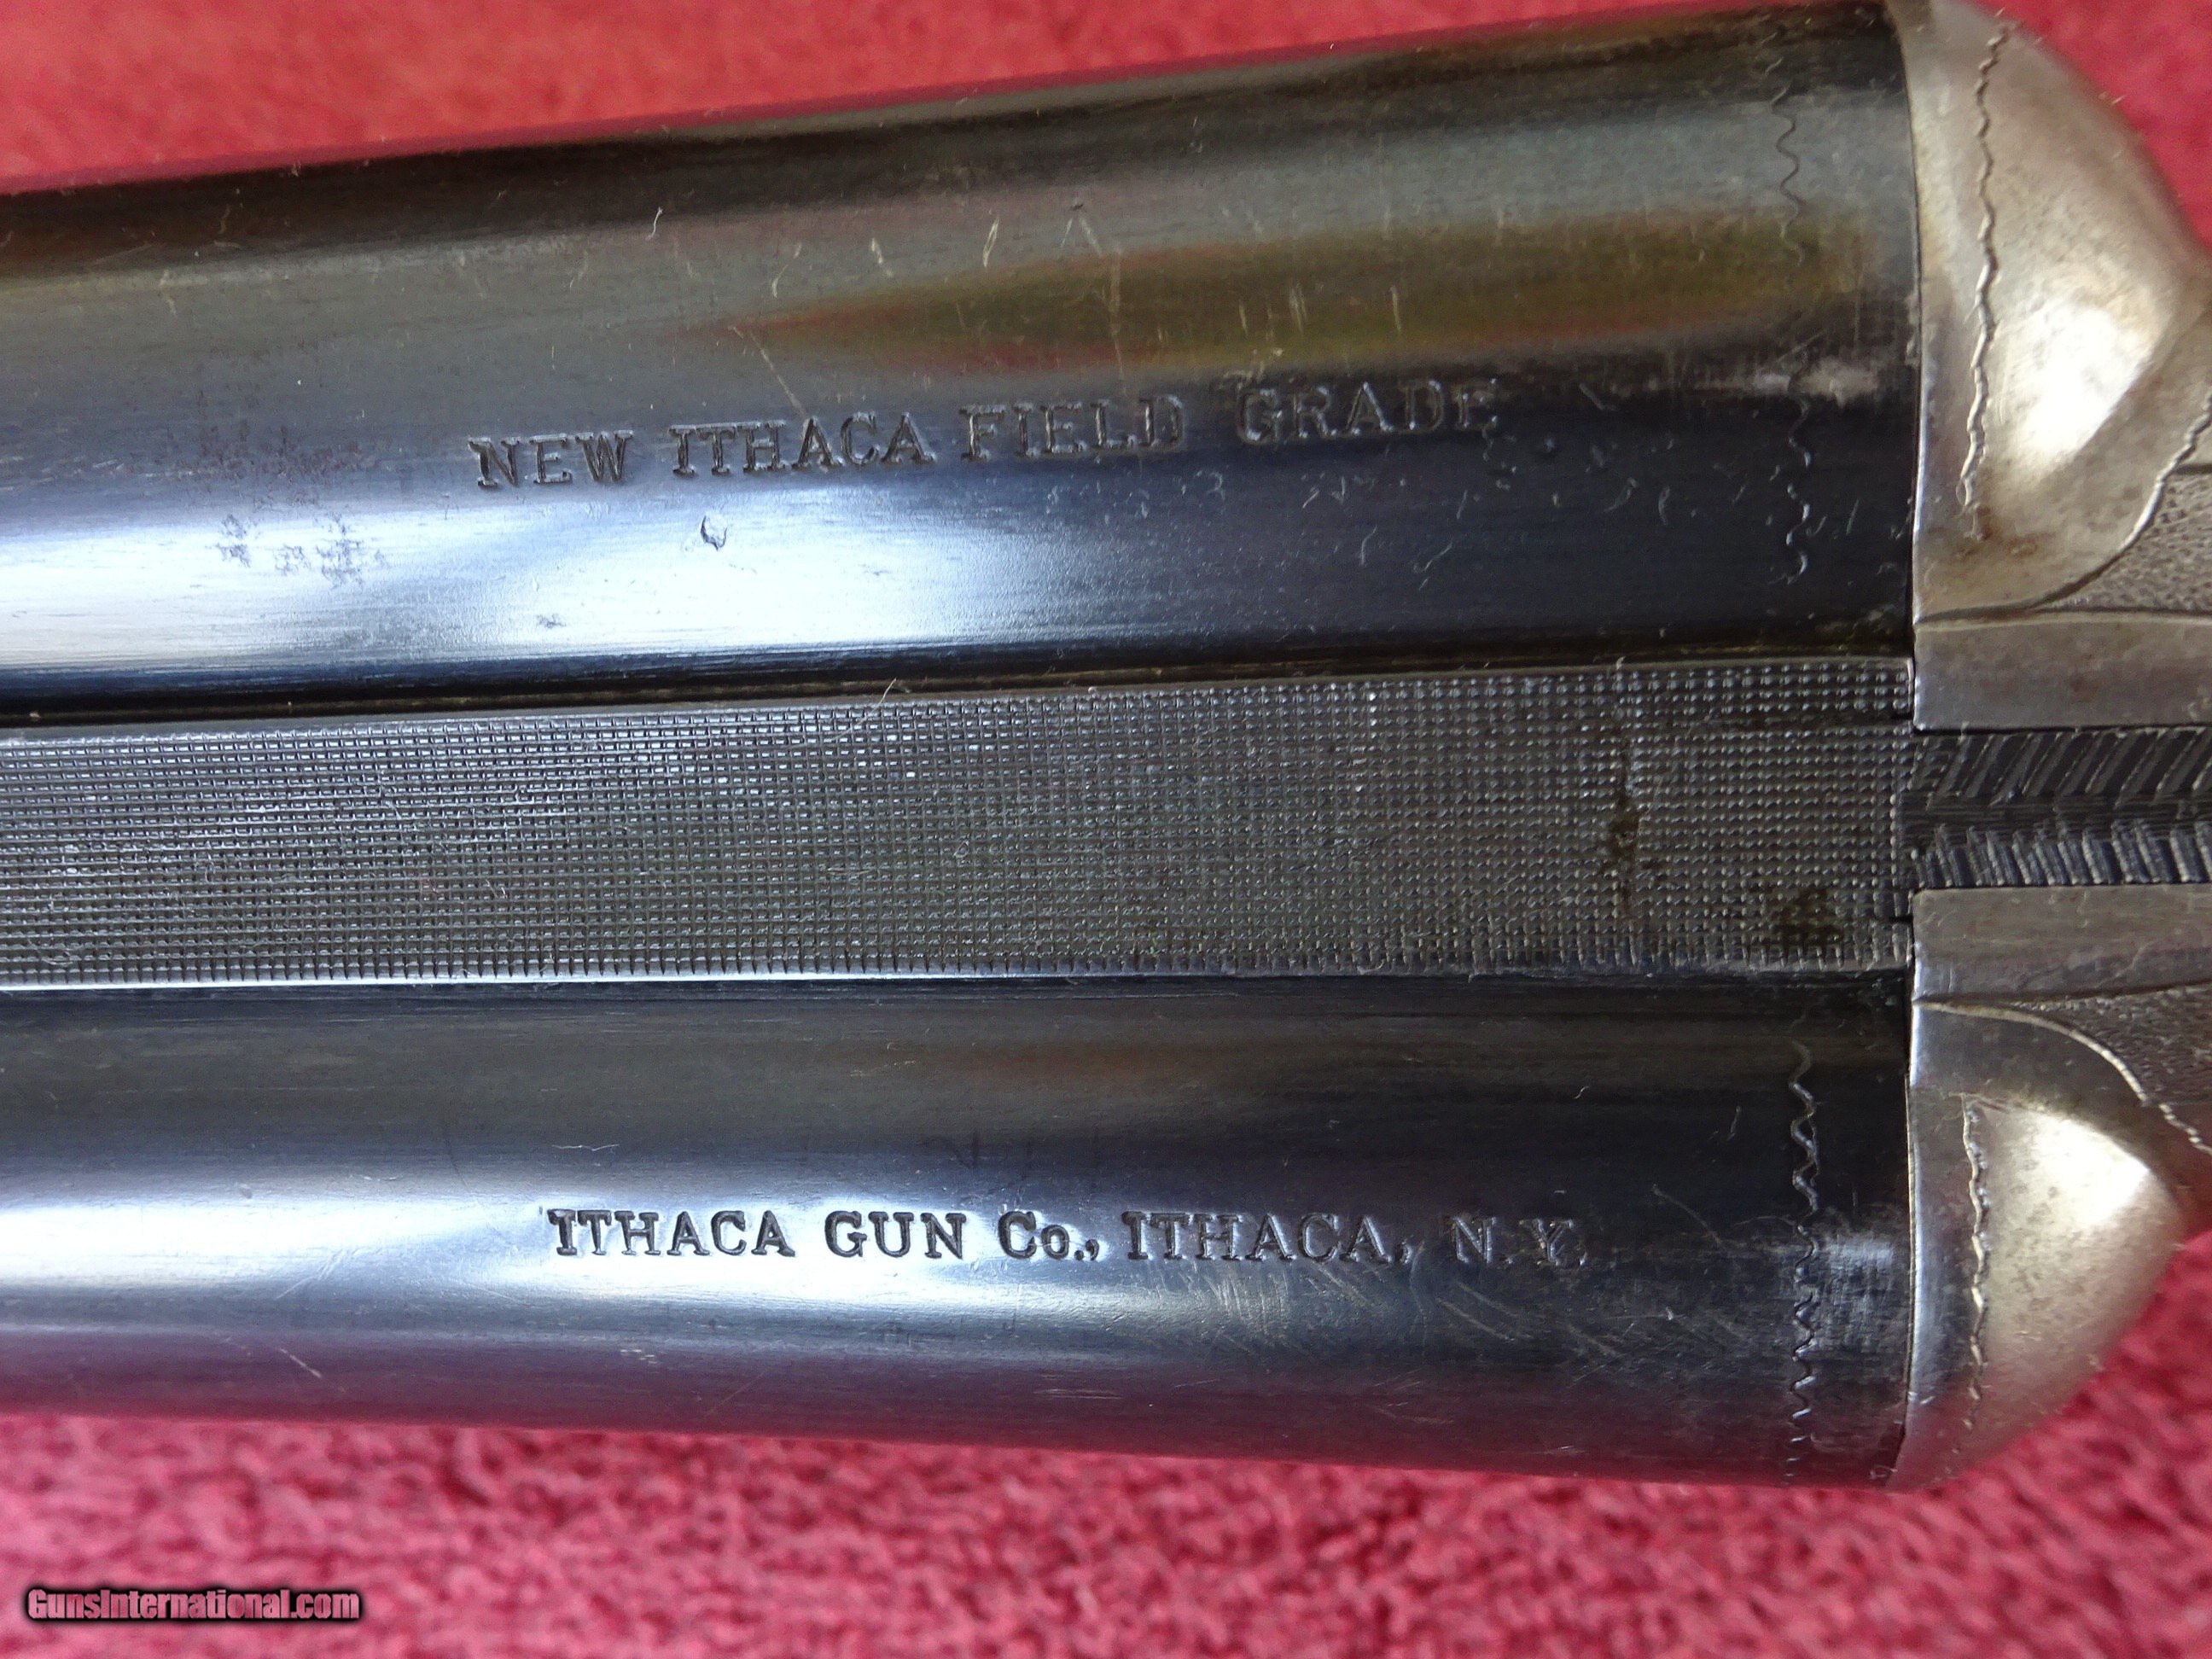 NEW ITHACA FIELD GRADE
ITHACA GUN Co., ITHACA, N.Y.
GunsInternational.com